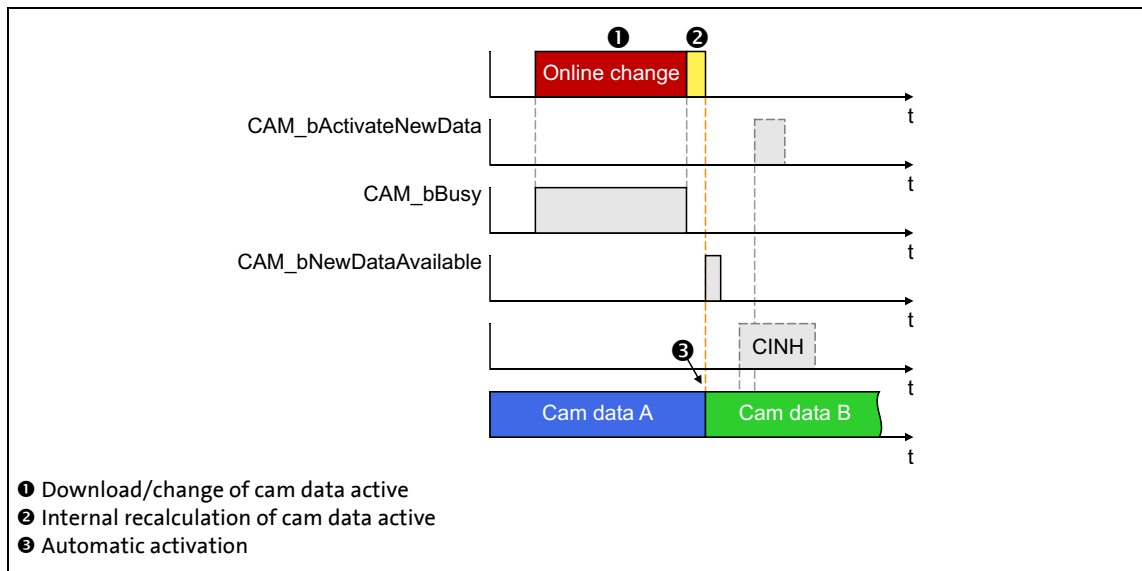 ❶ ❷
Online change
t
CAM_bActivateNewData
t
CAM_bBusy
t
CAM_bNewDataAvailable
t
❸ CINH
t
Cam data A Cam data B
t
❶ Download/change of cam data active
❷ Internal recalculation of cam data active
❸ Automatic activation